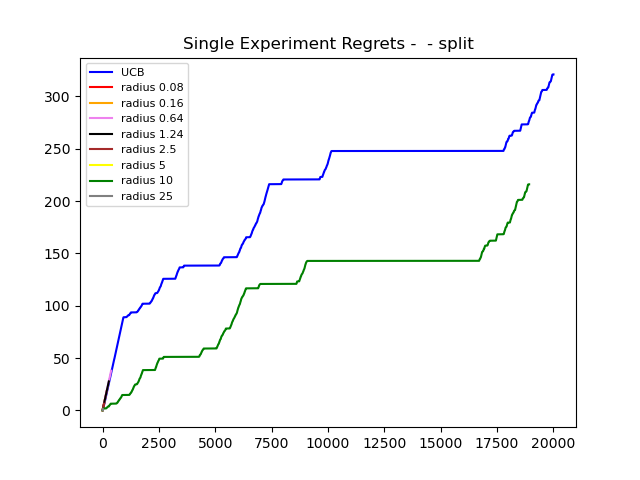 Single Experiment Regrets -  - split
UCB
radius 0.08
radius 0.16
radius 0.64
radius 1.24
radius 2.5
radius 5
radius 10
radius 25
300
250
200
150
100
50
0
0 2500 5000 7500 10000 12500 15000 17500 20000